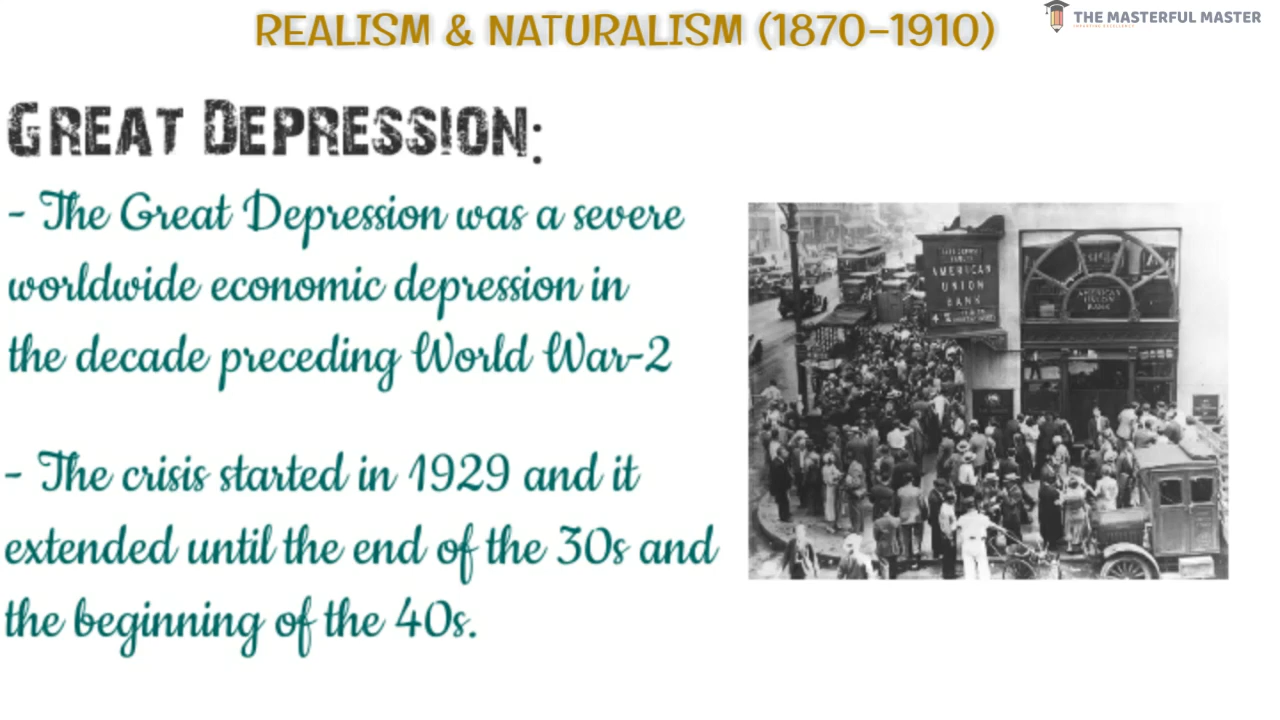 REALISM & NATURALISM (1870-1910)
THE MASTERFUL MASTER
GREAT DEPRESSION:
- The Great Depression was a severe
worldwide economic depression in
the decade preceding World War-2
- The crisis started in 1929 and it
extended until the end of the 30s and
the beginning of the 40s.
AMERICAN
UNION
BANK
AMERICAN
UNION
BANK